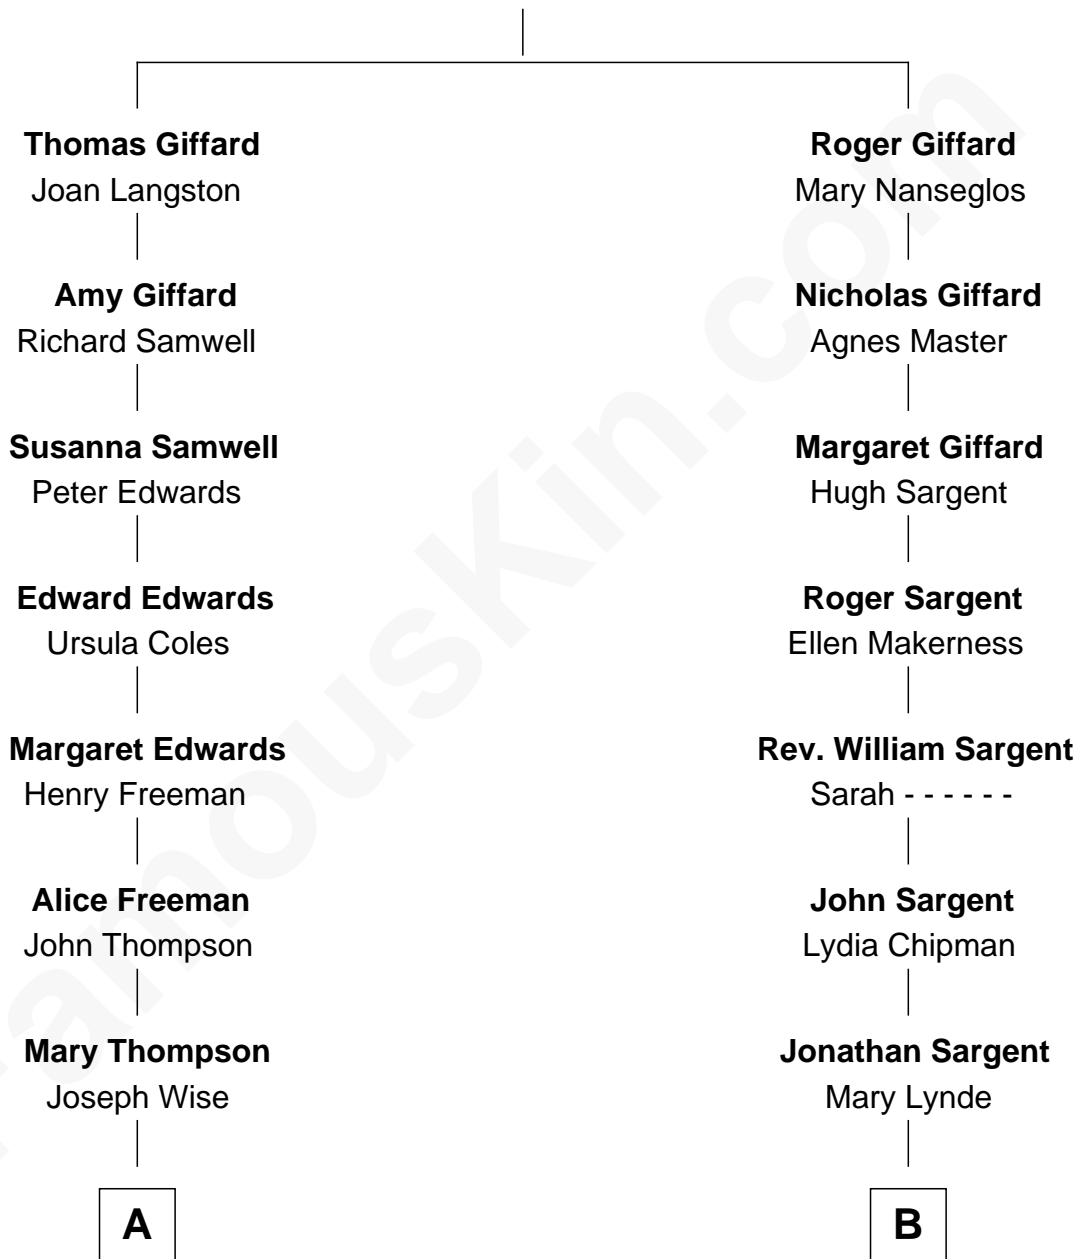 Thomas Giffard
Joan Langston
Amy Giffard
Richard Samwell
Susanna Samwell
Peter Edwards
Edward Edwards
Ursula Coles
Margaret Edwards
Henry Freeman
Alice Freeman
John Thompson
Mary Thompson
Joseph Wise
A
Roger Giffard
Mary Nanseglos
Nicholas Giffard
Agnes Master
Margaret Giffard
Hugh Sargent
Roger Sargent
Ellen Makerness
Rev. William Sargent
Sarah - - - - - -
John Sargent
Lydia Chipman
Jonathan Sargent
Mary Lynde
B
FamousKin.com